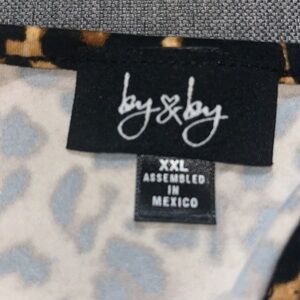 by & by
XXL
ASSEMBLED
IN
MEXICO